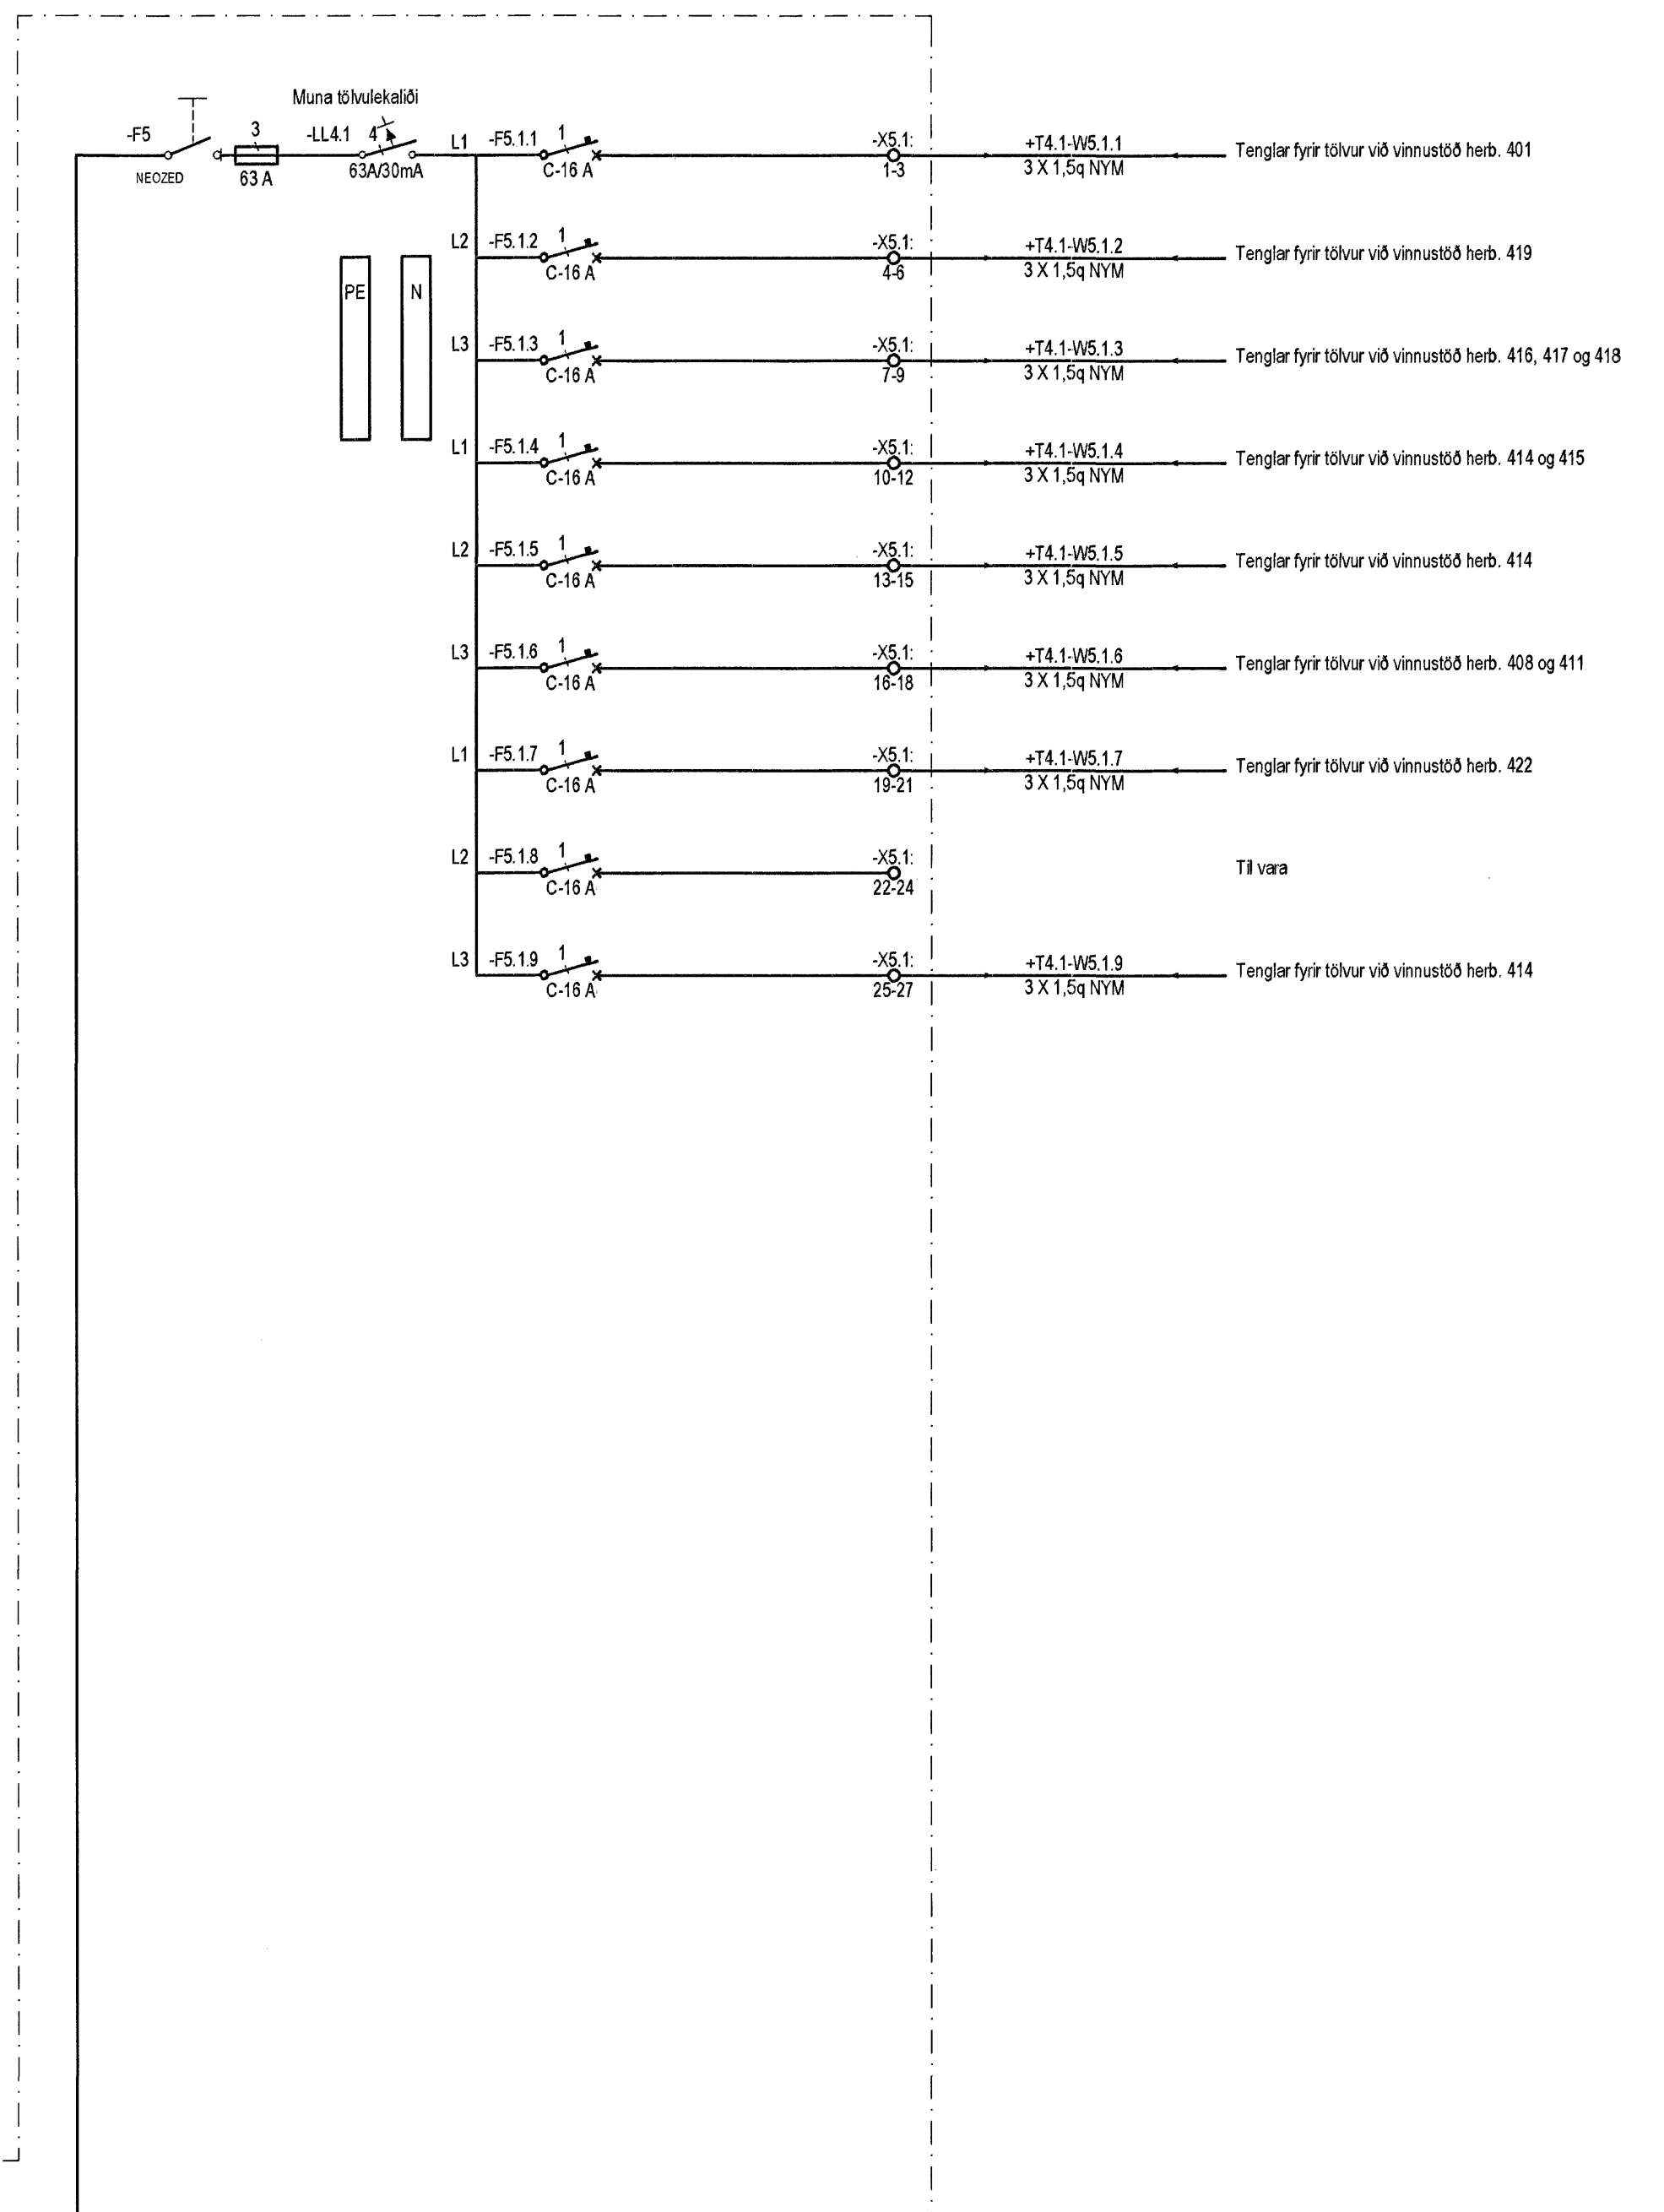 Muna tölvulekaliði
-F5
3
-LL4.1
4
NEOZED
63 A
63A/30mA
PE
N
L1
-F5.1.1
1
C-16 A
-X5.1:
1-3
+T4.1-W5.1.1
3 X 1,5q NYM
Tenglar fyrir tölvur við vinnustöð herb. 401
L2
-F5.1.2
1
C-16 A
-X5.1:
4-6
+T4.1-W5.1.2
3 X 1,5q NYM
Tenglar fyrir tölvur við vinnustöð herb. 419
L3
-F5.1.3
1
C-16 A
-X5.1:
7-9
+T4.1-W5.1.3
3 X 1,5q NYM
Tenglar fyrir tölvur við vinnustöð herb. 416, 417 og 418
L1
-F5.1.4
1
C-16 A
-X5.1:
10-12
+T4.1-W5.1.4
3 X 1,5q NYM
Tenglar fyrir tölvur við vinnustöð herb. 414 og 415
L2
-F5.1.5
1
C-16 A
-X5.1:
13-15
+T4.1-W5.1.5
3 X 1,5q NYM
Tenglar fyrir tölvur við vinnustöð herb. 414
L3
-F5.1.6
1
C-16 A
-X5.1:
16-18
+T4.1-W5.1.6
3 X 1,5q NYM
Tenglar fyrir tölvur við vinnustöð herb. 408 og 411
L1
-F5.1.7
1
C-16 A
-X5.1:
19-21
+T4.1-W5.1.7
3 X 1,5q NYM
Tenglar fyrir tölvur við vinnustöð herb. 422
L2
-F5.1.8
1
C-16 A
-X5.1:
22-24
Til vara
L3
-F5.1.9
1
C-16 A
-X5.1:
25-27
+T4.1-W5.1.9
3 X 1,5q NYM
Tenglar fyrir tölvur við vinnustöð herb. 414